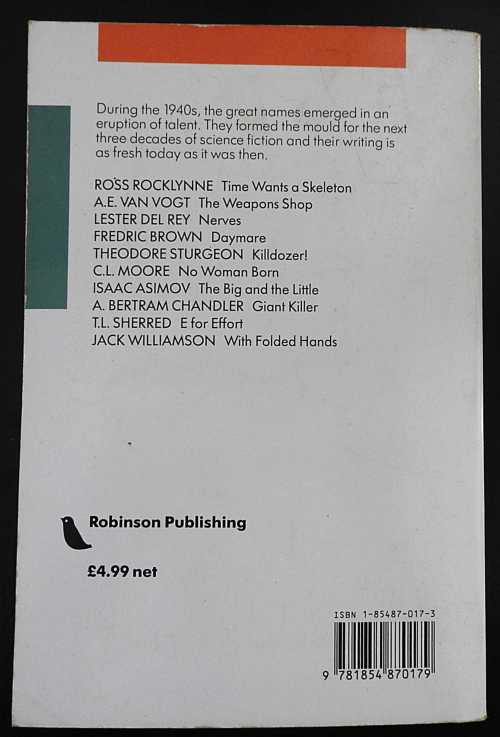 During the 1940s, the great names emerged in an
eruption of talent. They formed the mould for the next
three decades of science fiction and their writing is
as fresh today as it was then.
ROSS ROCKLYNNE Time Wants a Skeleton
A.E. VAN VOGT The Weapons Shop
LESTER DEL REY Nerves
FREDRIC BROWN Daymare
THEODORE STURGEON Killdozer!
C.L. MOORE No Woman Born
ISAAC ASIMOV The Big and the Little
A. BERTRAM CHANDLER Giant Killer
T.L. SHERRED E for Effort
JACK WILLIAMSON With Folded Hands
Robinson Publishing
£4.99 net
ISBN 1-85487-017-3
9 781854 870179